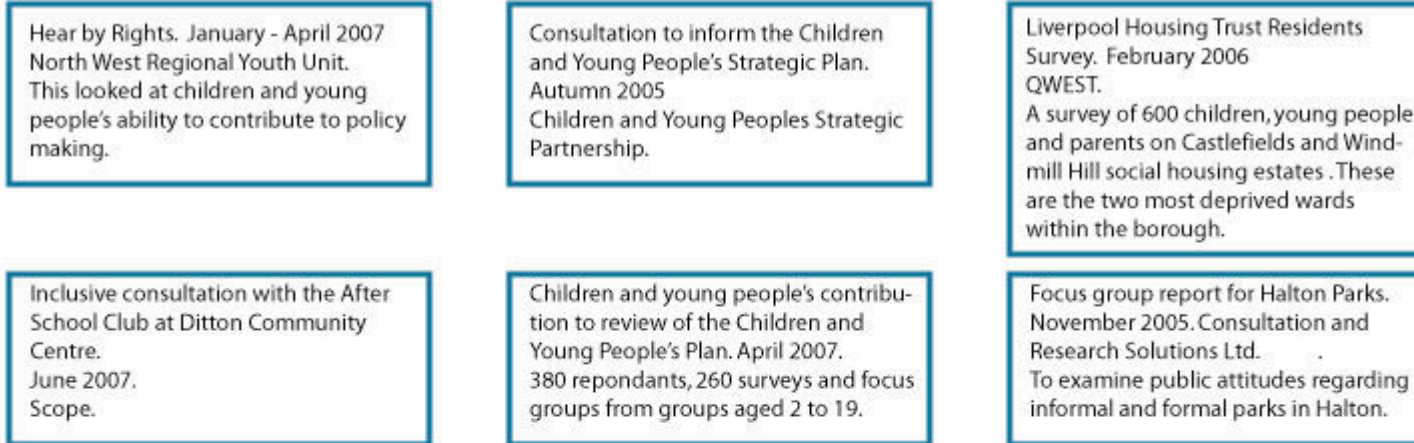 Hear by Rights. January - April 2007
North West Regional Youth Unit.
This looked at children and young
people's ability to contribute to policy
making.
Consultation to inform the Children
and Young People's Strategic Plan.
Autumn 2005
Children and Young Peoples Strategic
Partnership.
Liverpool Housing Trust Residents
Survey. February 2006
QWEST.
A survey of 600 children, young people
and parents on Castlefields and Wind-
mill Hill social housing estates .These
are the two most deprived wards
within the borough.
Inclusive consultation with the After
School Club at Ditton Community
Centre.
June 2007.
Scope.
Children and young people's contribu-
tion to review of the Children and
Young People's Plan. April 2007.
380 repondants, 260 surveys and focus
groups from groups aged 2 to 19.
Focus group report for Halton Parks.
November 2005. Consultation and
Research Solutions Ltd. .
To examine public attitudes regarding
informal and formal parks in Halton.